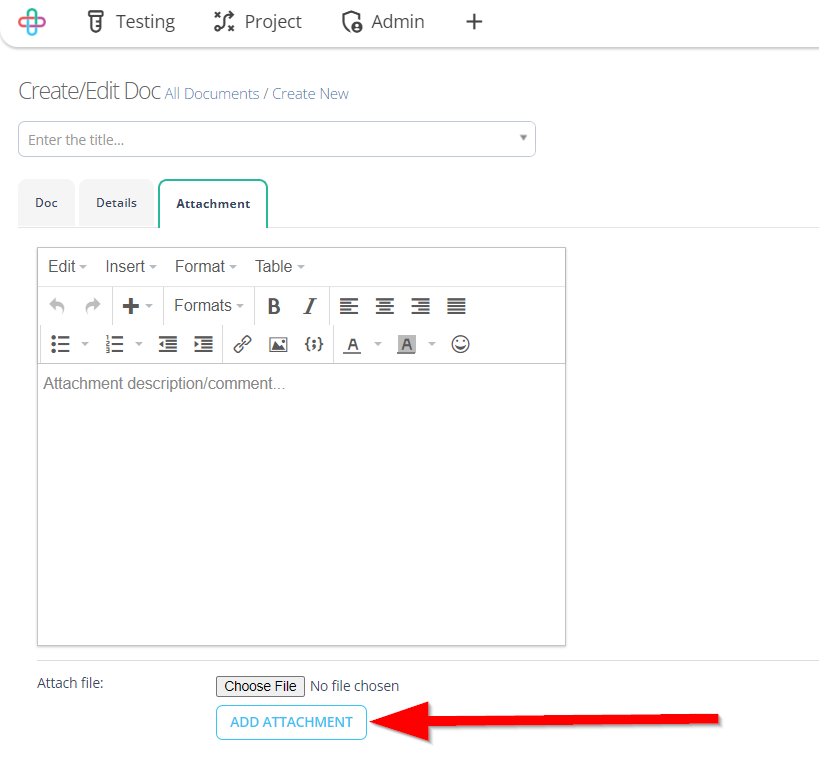 Testing Project Admin
Create/Edit Doc All Documents / Create New
Enter the title...
Doc Details Attachment
Edit Insert Format Table
Formats B I
A A
Attachment description/comment...
Attach file: Choose File No file chosen
ADD ATTACHMENT